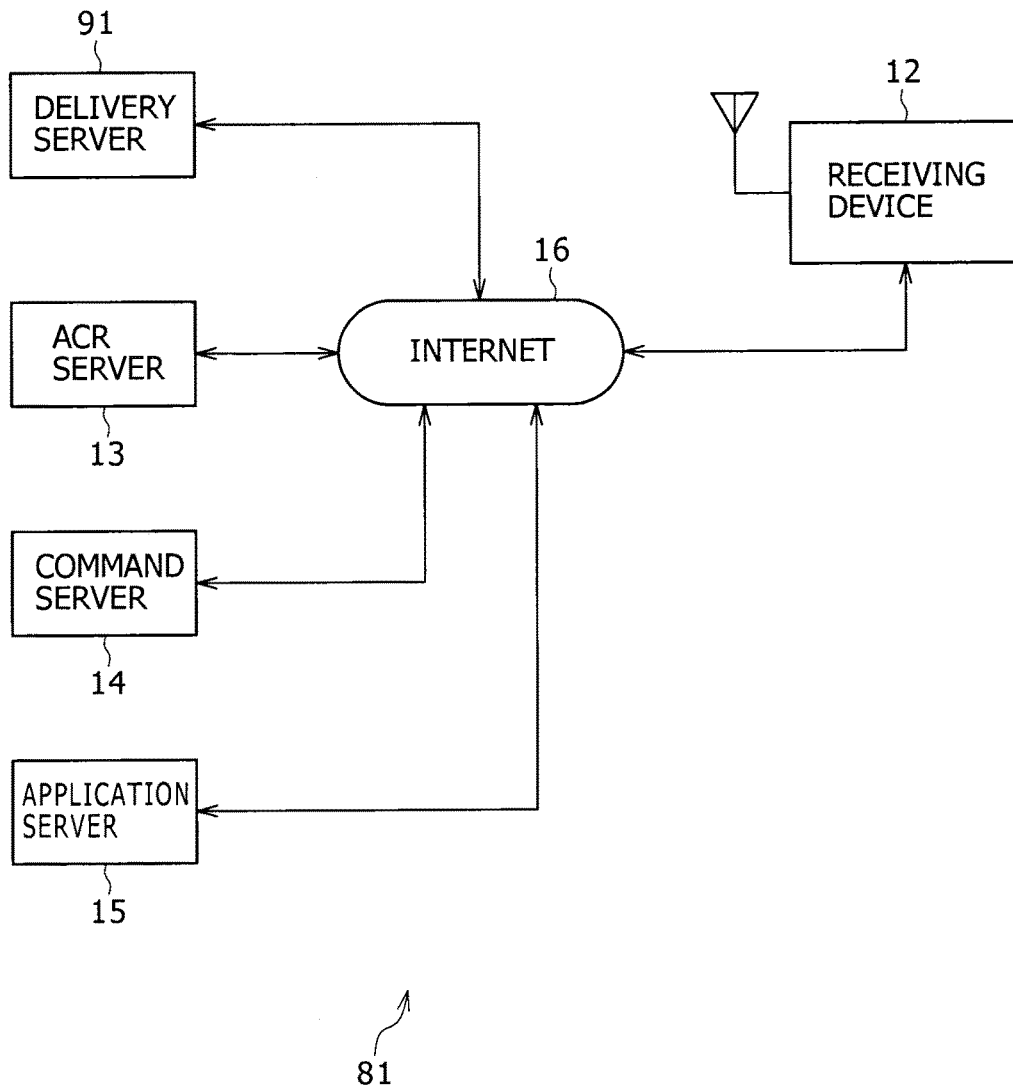 91
DELIVERY
SERVER
12
RECEIVING
DEVICE
16
INTERNET
ACR
SERVER
13
COMMAND
SERVER
14
APPLICATION
SERVER
15
81